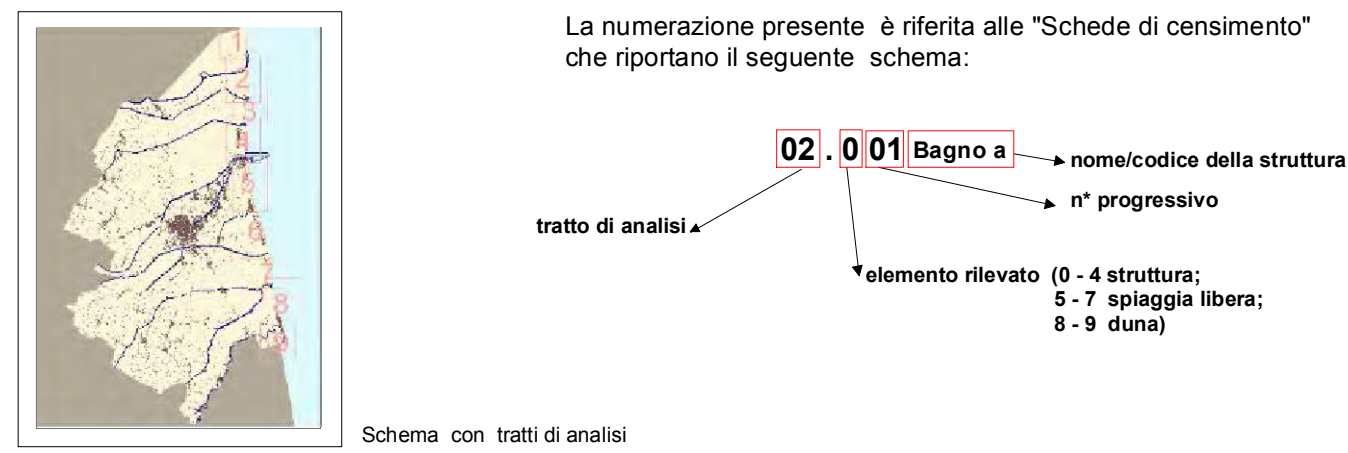 La numerazione presente è riferita alle "Schede di censimento"
che riportano il seguente schema:
02 . 0 01 Bagno a
nome/codice della struttura
n* progressivo
tratto di analisi
elemento rilevato (0 - 4 struttura;
5 - 7 spiaggia libera;
8 - 9 duna)
1
2
3
4
5
6
7
8
9
Schema con tratti di analisi